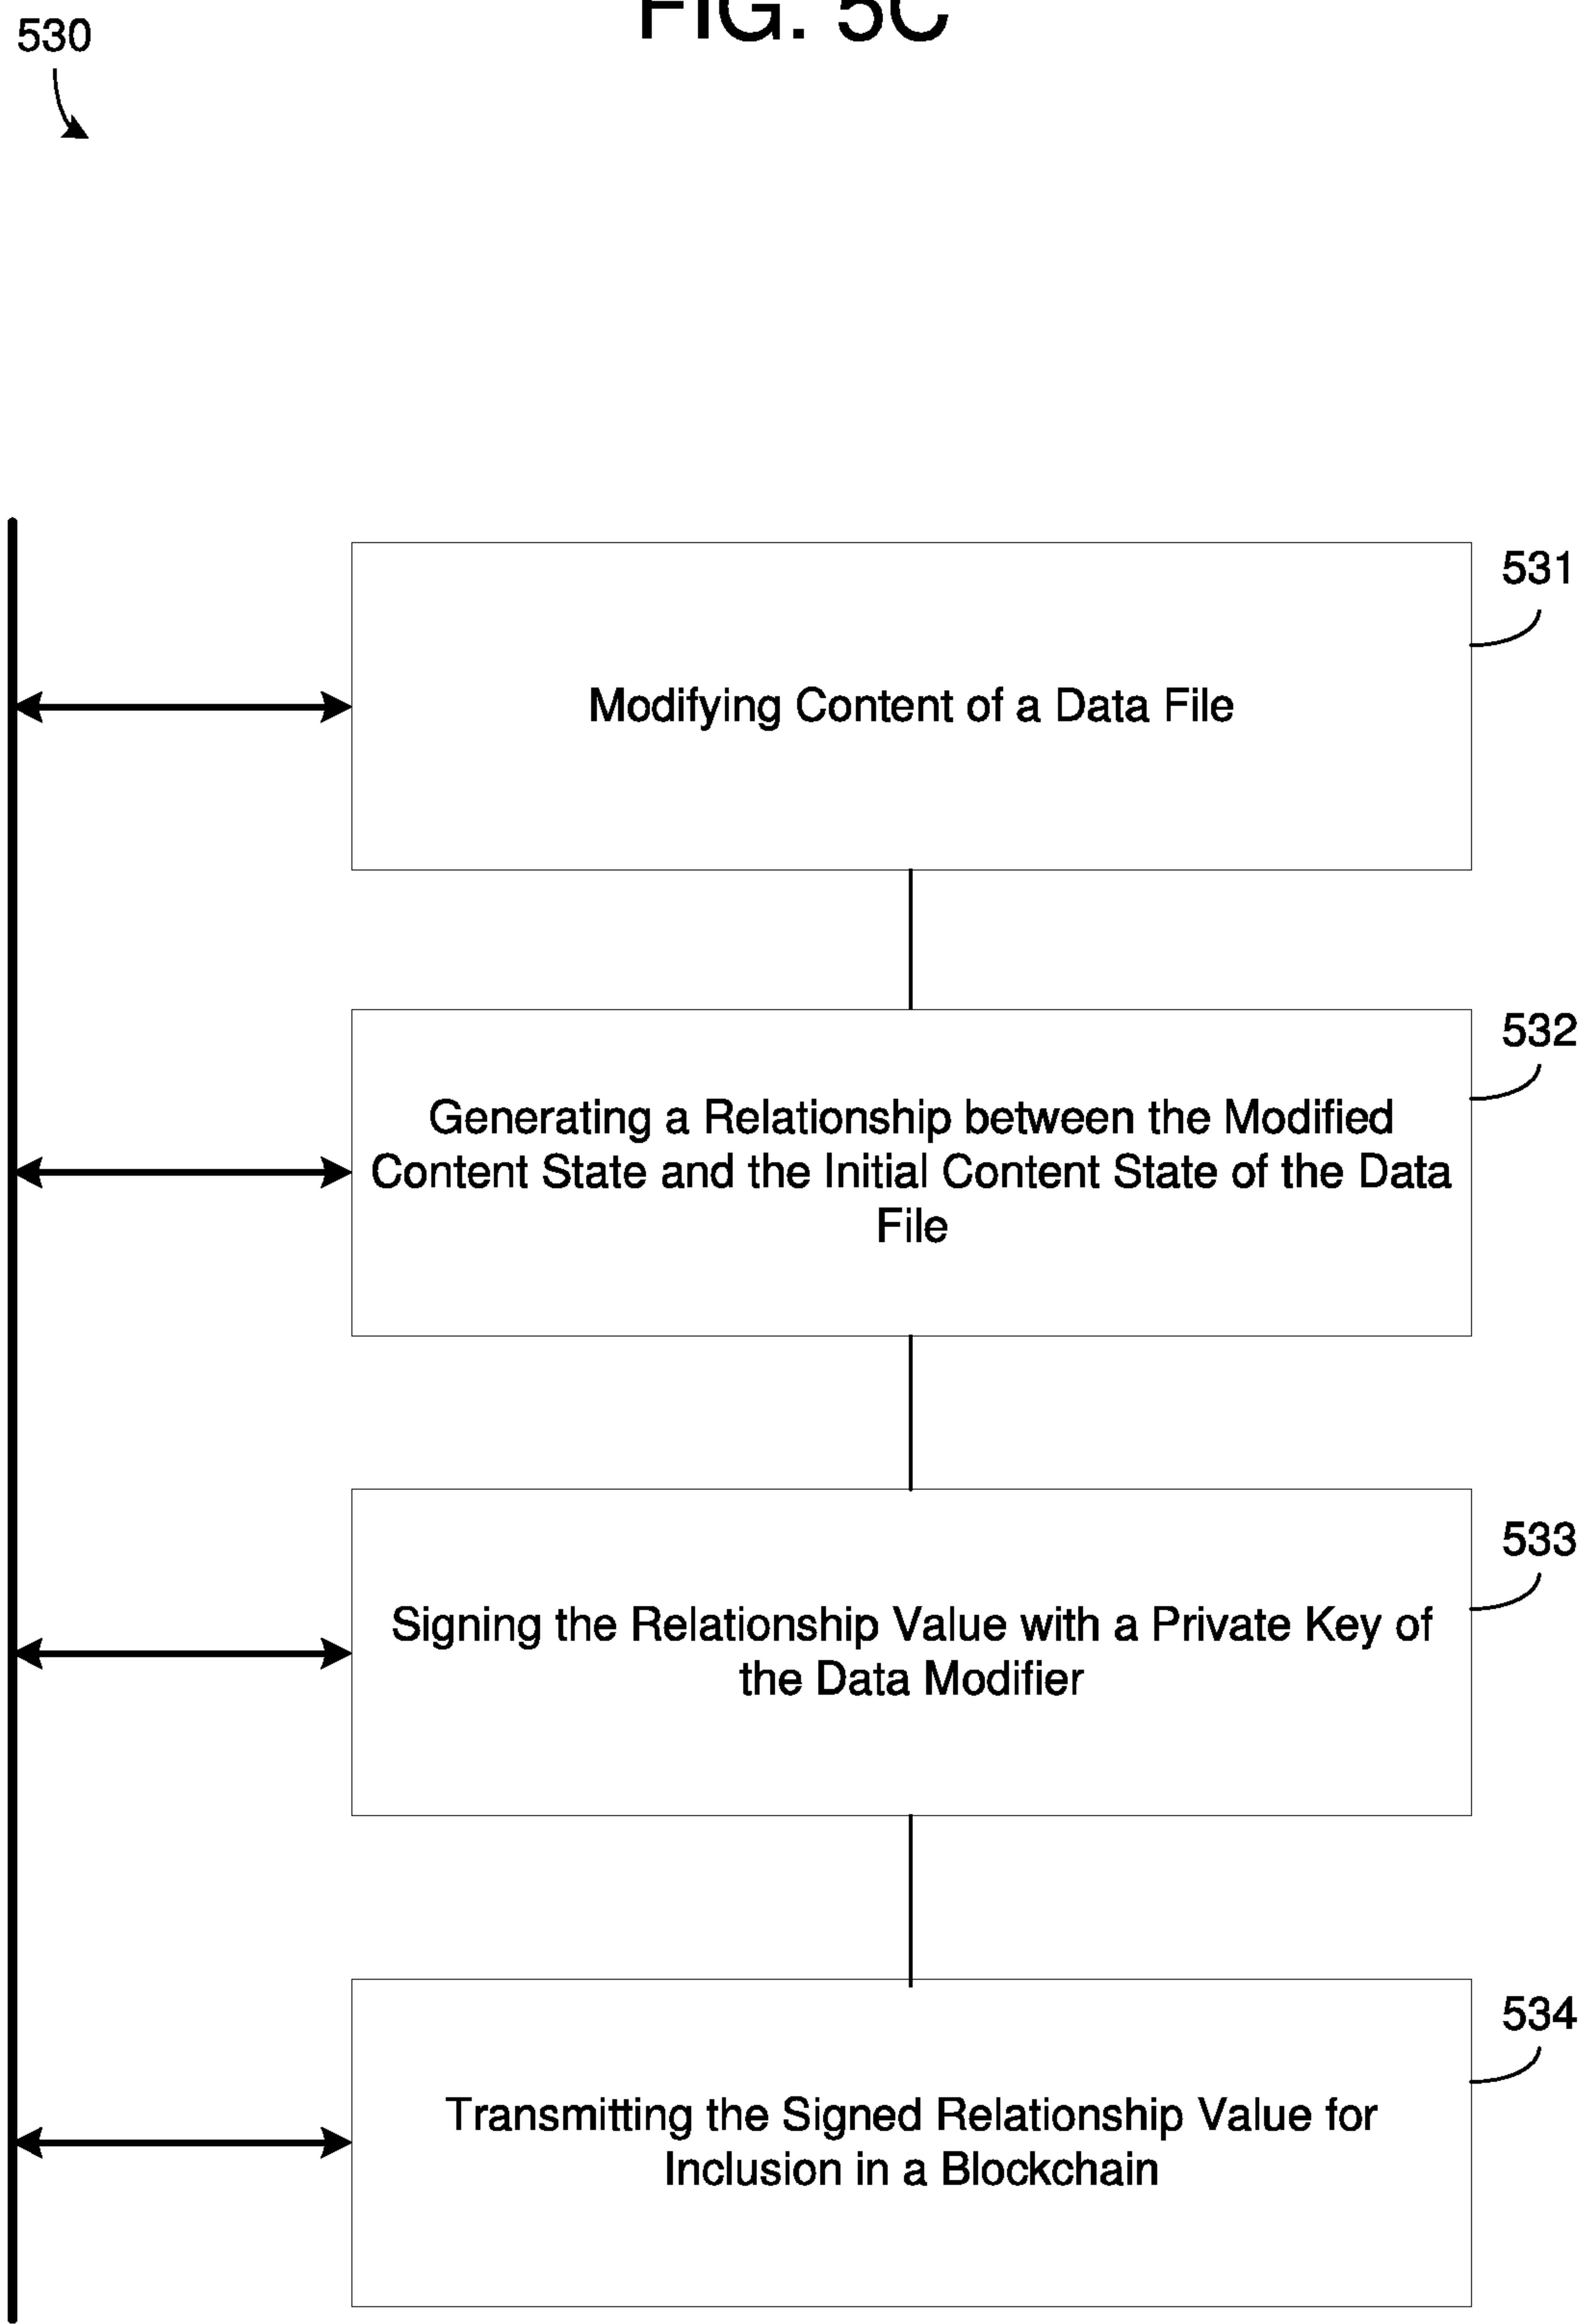 FIG. 5C
530
531
Modifying Content of a Data File
532
Generating a Relationship between the Modified
Content State and the Initial Content State of the Data
File
533
Signing the Relationship Value with a Private Key of
the Data Modifier
534
Transmitting the Signed Relationship Value for
Inclusion in a Blockchain